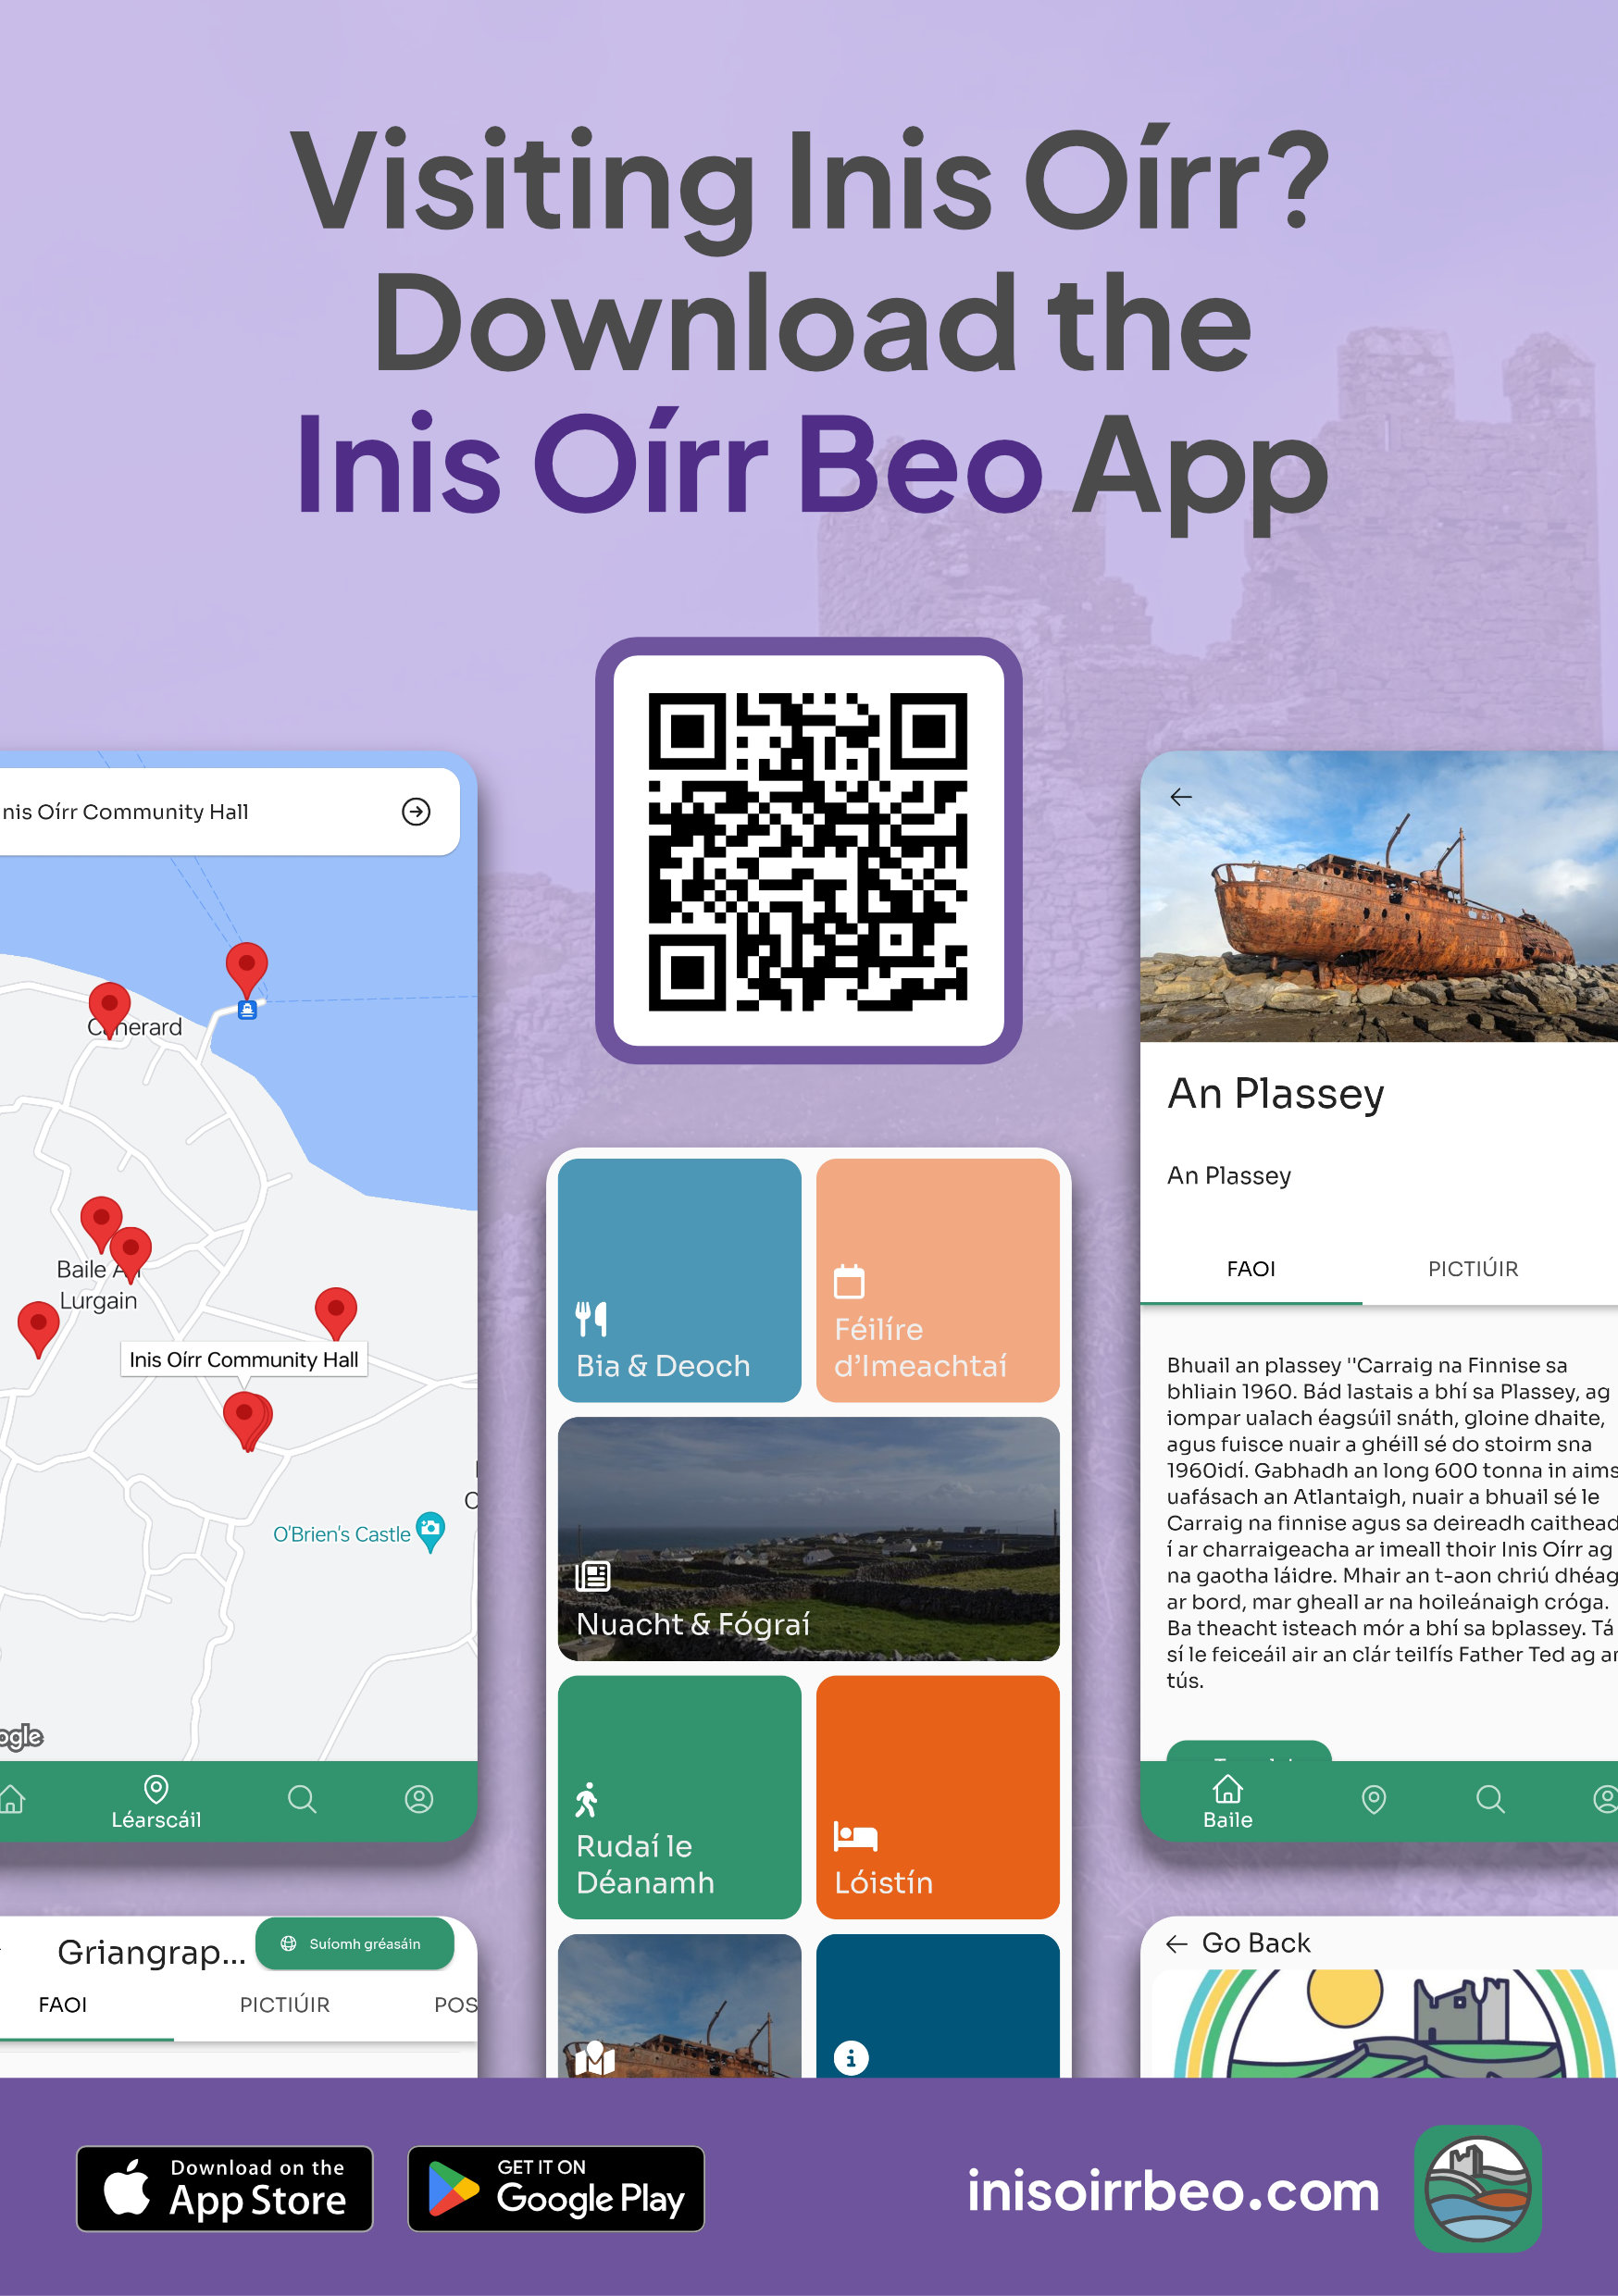 Visiting Inis Oírr?
Download the
Inis Oírr Beo App
nis Oírr Community Hall
Baile An
Lurgain
Inis Oírr Community Hall
O'Brien's Castle
ogle
Léarscáil
Griangrap...
Suíomh gréasáin
FAOI
PICTIÚIR
POS
Bia & Deoch
Féilíre
d'Imeachtaí
Nuacht & Fógraí
Rudaí le
Déanamh
Lóistín
An Plassey
An Plassey
FAOI
PICTIÚIR
Bhuail an plassey "Carraig na Finnise sa
bhliain 1960. Bád lastais a bhí sa Plassey, ag
iompar ualach éagsúil snáth, gloine dhaite,
agus fuisce nuair a ghéill sé do stoirm sna
1960idí. Gabhadh an long 600 tonna in aims
uafásach an Atlantaigh, nuair a bhuail sé le
Carraig na finnise agus sa deireadh caithead
í ar charraigeacha ar imeall thoir Inis Oírr ag
na gaotha láidre. Mhair an t-aon chriú dhéag
ar bord, mar gheall ar na hoileánaigh cróga.
Ba theacht isteach mór a bhí sa bplassey. Tá
sí le feiceáil air an clár teilfís Father Ted ag ar
tús.
Baile
Go Back
Download on the
App Store
GET IT ON
Google Play
inisoirrbeo.com